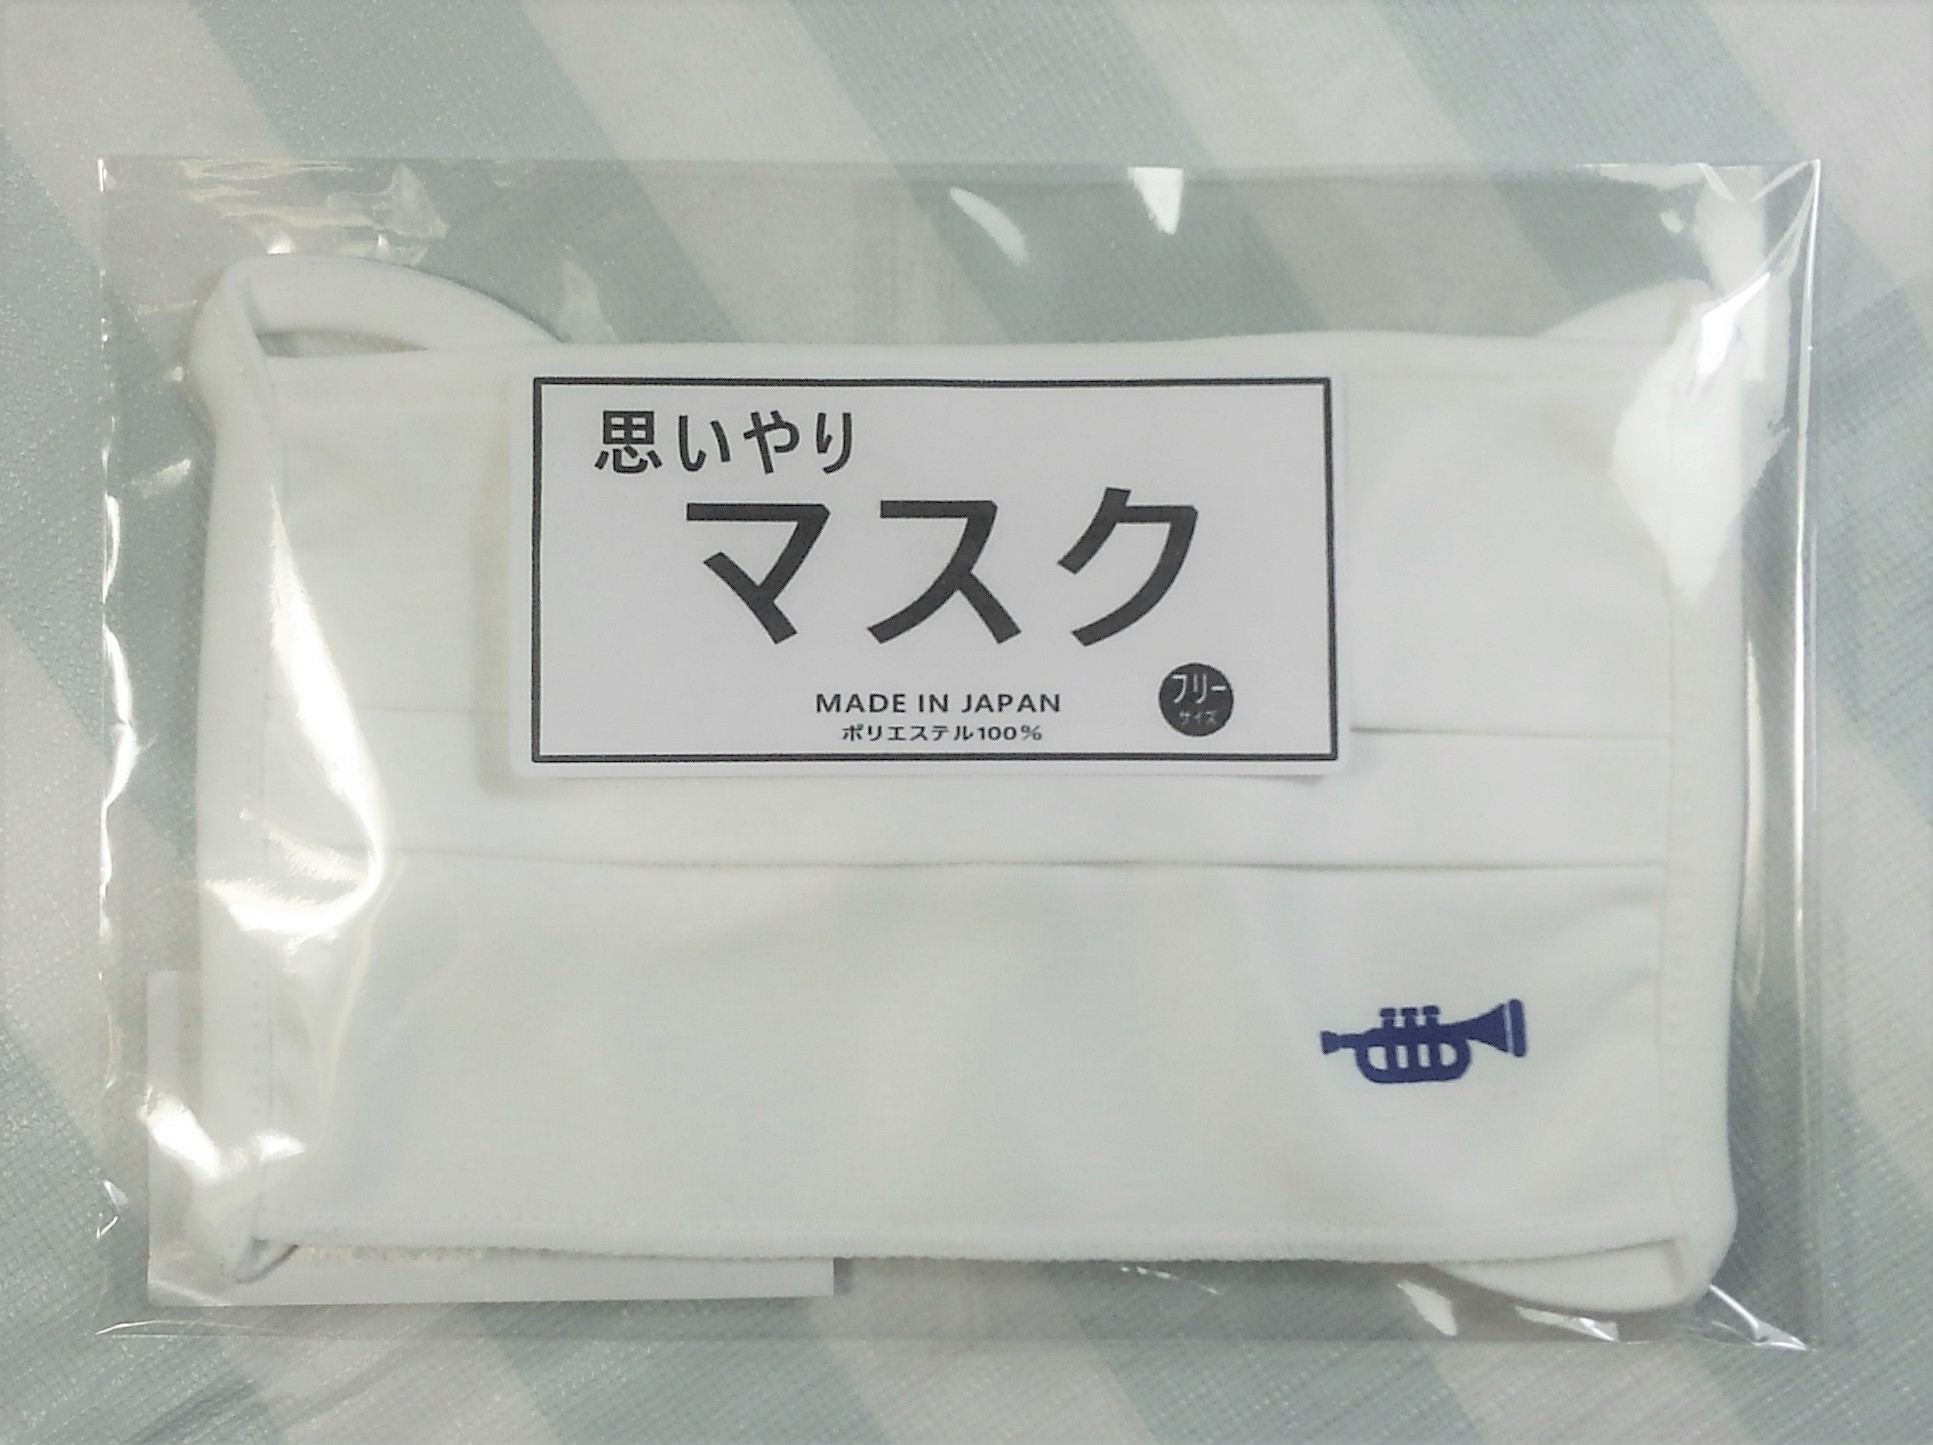 思いやり
マスク
MADE IN JAPAN
ポリエステル100%
フリー
サイズ